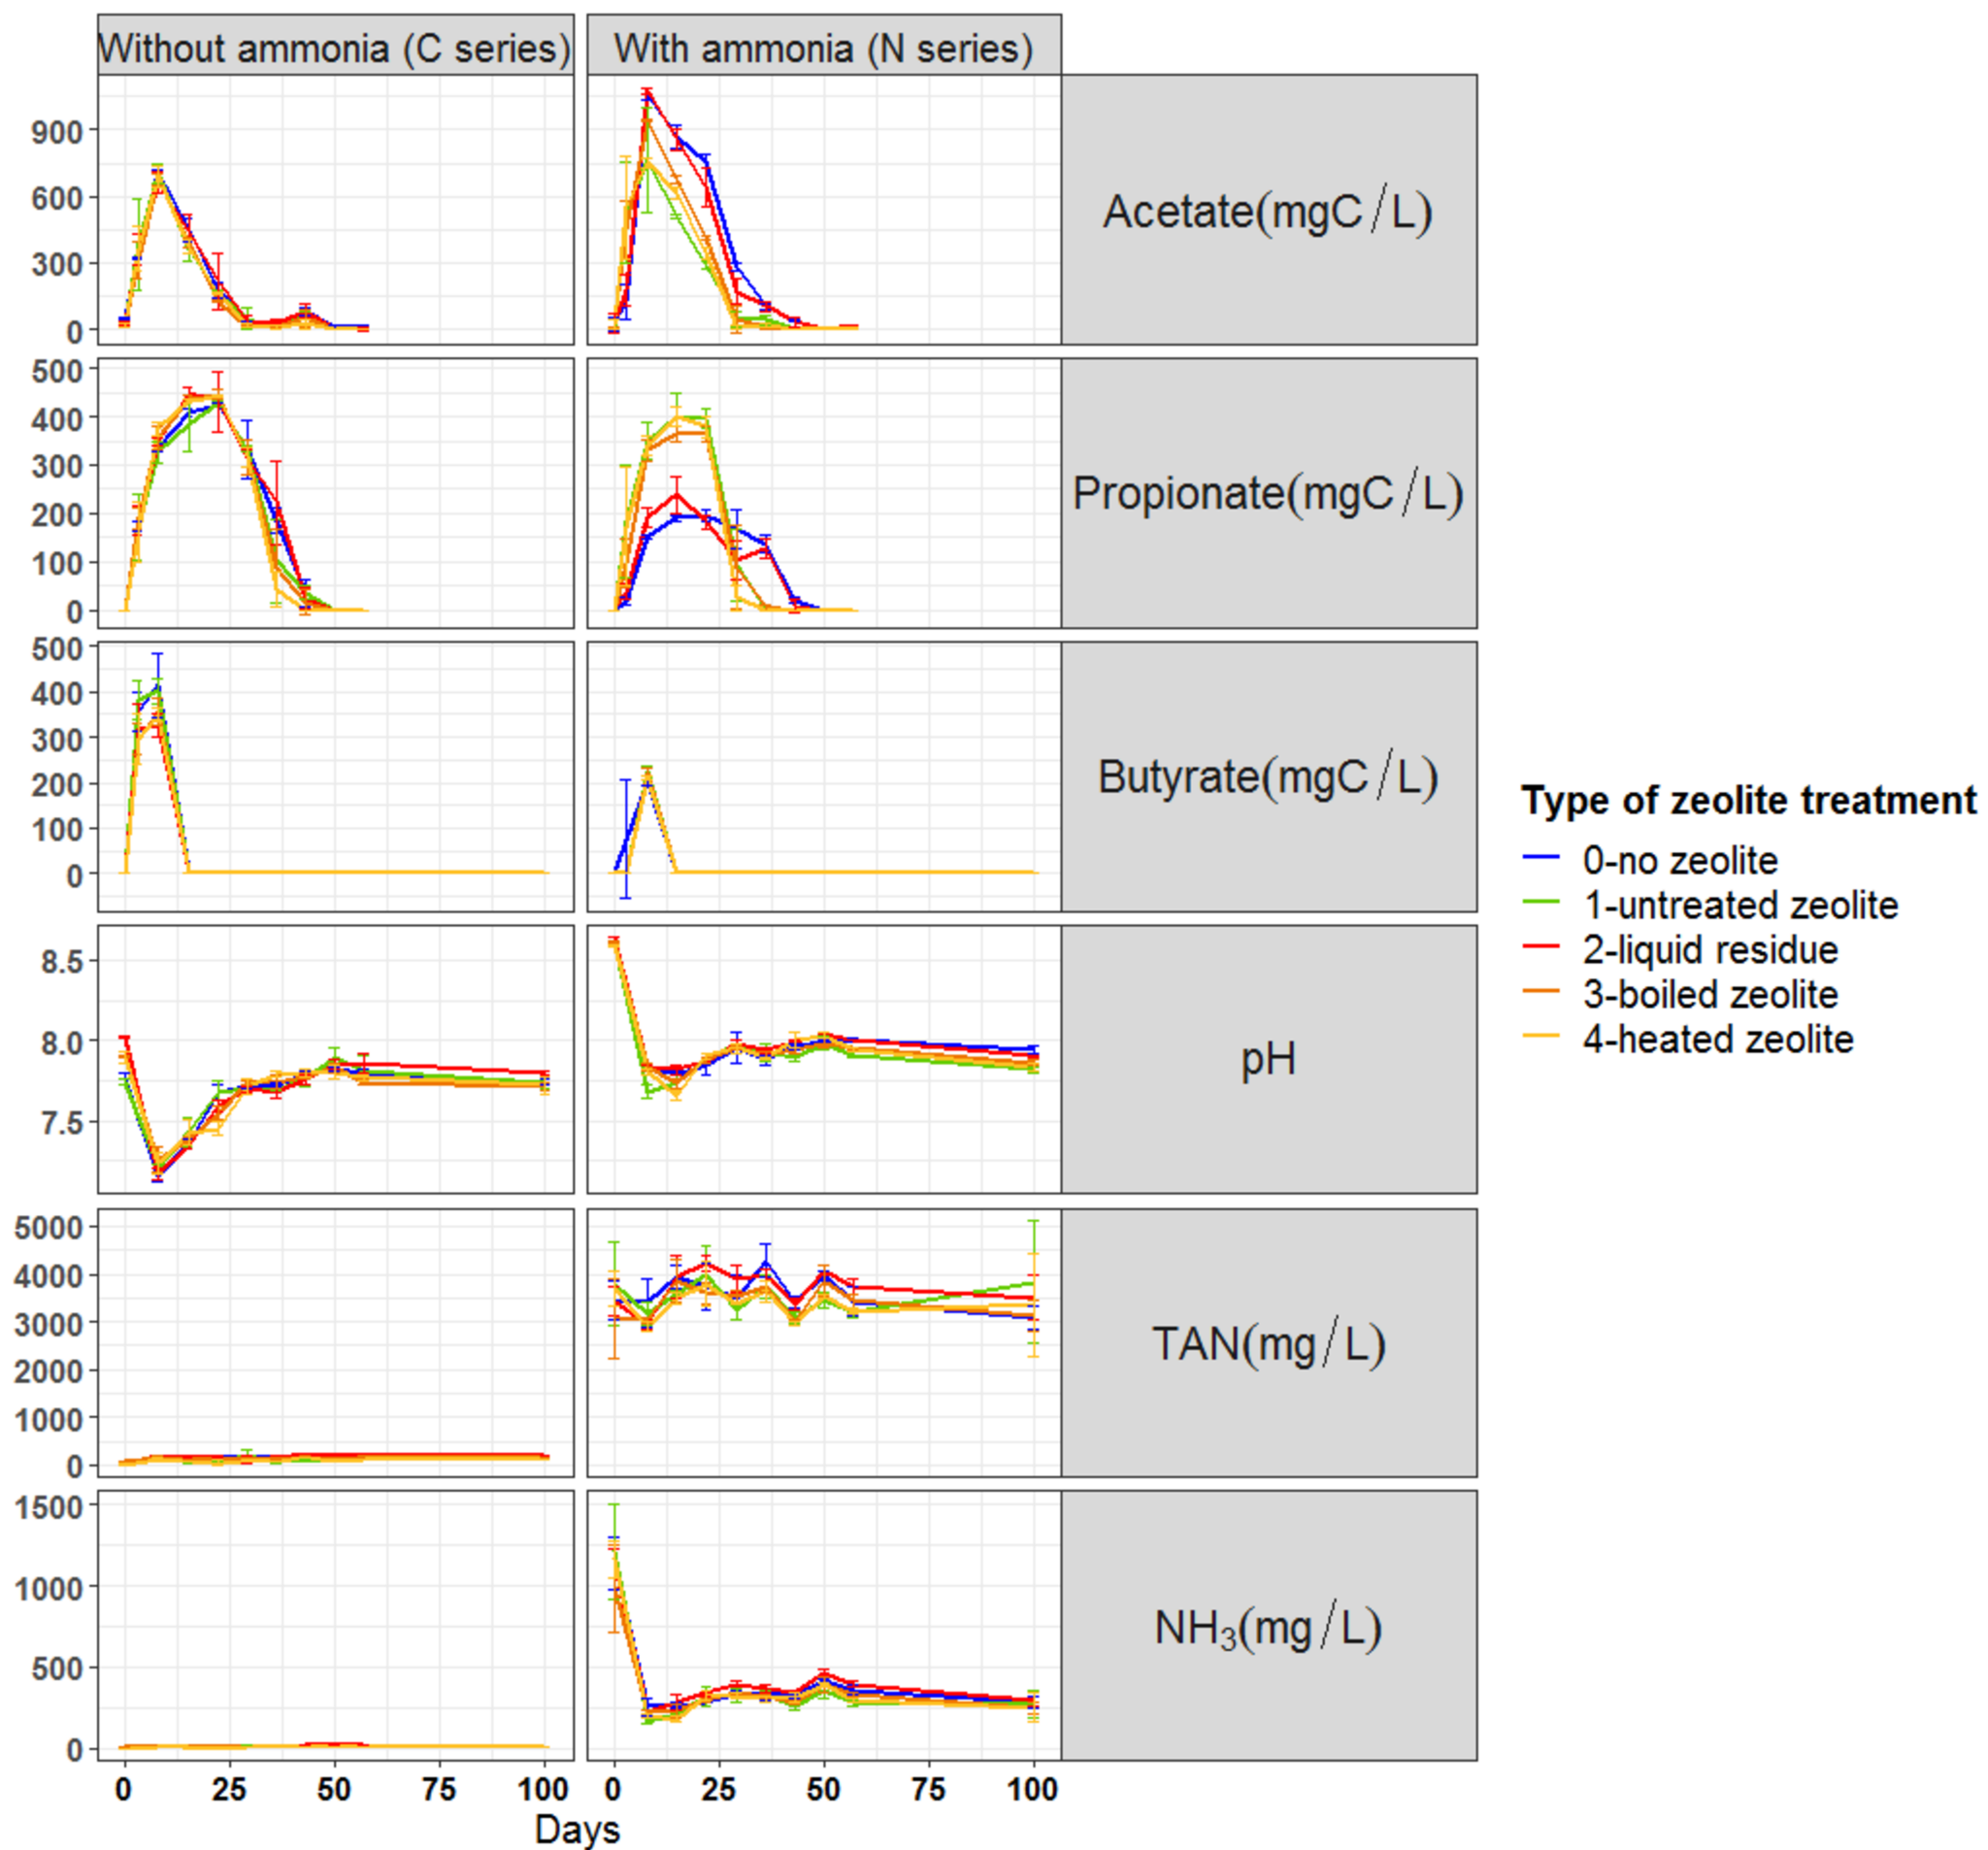 Without ammonia (C series)
With ammonia (N series)
900
600
300
0
Acetate(mgC/L)
500
400
300
200
100
0
Propionate(mgC/L)
500
400
300
200
100
0
Butyrate(mgC/L)
8.5
8.0
7.5
pH
5000
4000
3000
2000
1000
0
TAN(mg/L)
1500
1000
500
0
NH₃(mg/L)
0 25 50 75 100
0 25 50 75 100
Days
Type of zeolite treatment
0-no zeolite
1-untreated zeolite
2-liquid residue
3-boiled zeolite
4-heated zeolite